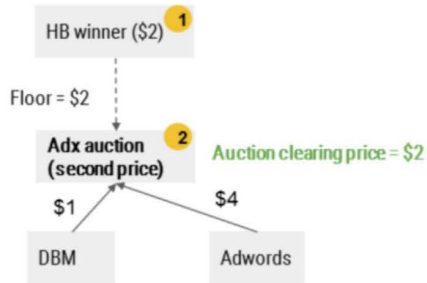 HB winner ($2)
1
Floor = $2
Adx auction
(second price)
2
Auction clearing price = $2
$1
$4
DBM
Adwords